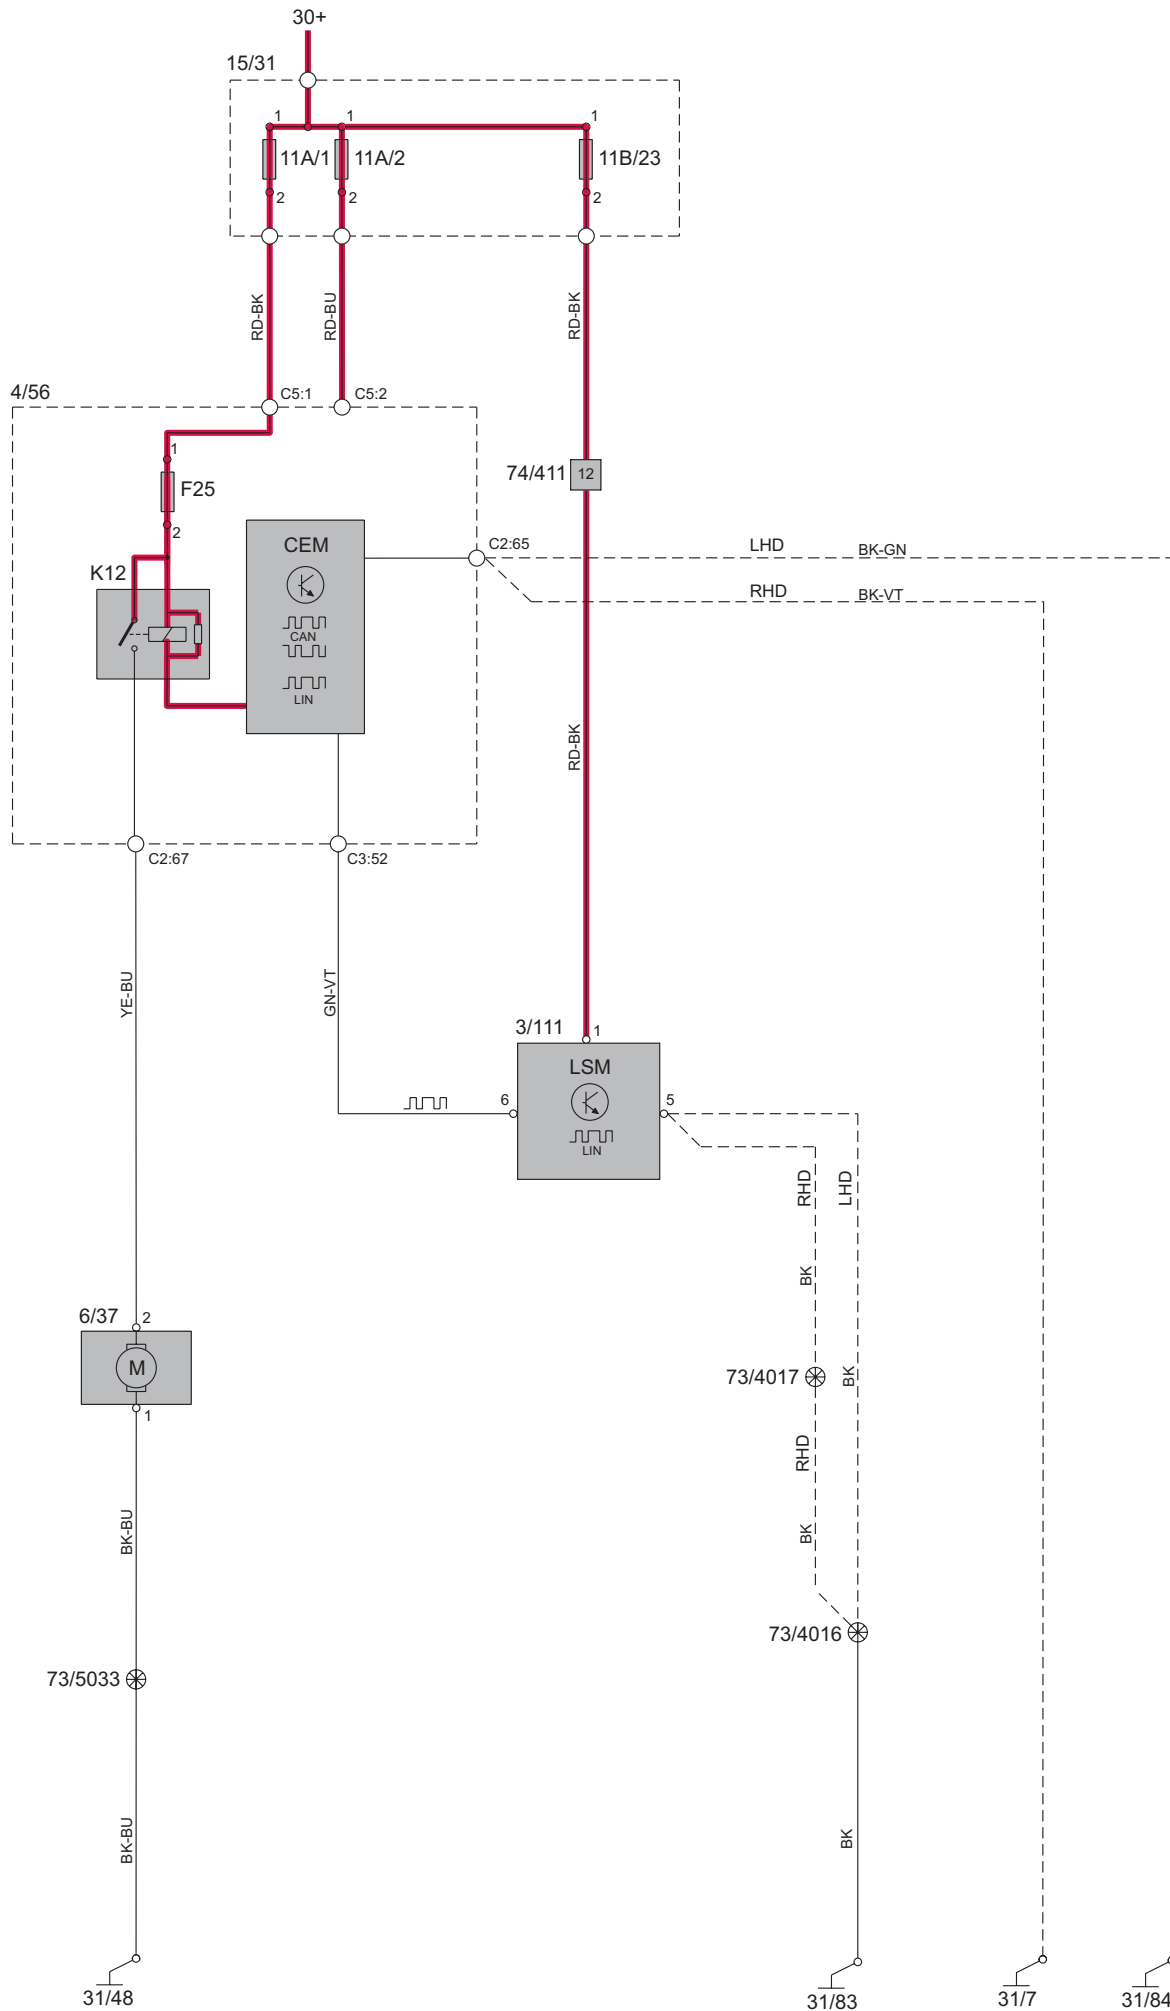 30+
15/31
1 1 1
11A/1 11A/2 11B/23
2 2 2
RD-BK RD-BU RD-BK
4/56 C5:1 C5:2
1
F25
74/411 12
2
CEM
C2:65 LHD BK-GN
K12
RHD BK-VT
CAN
LIN
RD-BK
C2:67 C3:52
YE-BU GN-VT
3/111 1
LSM
6 5
LIN
RHD LHD
BK
6/37 2
M
73/4017 BK
1
RHD
BK-BU BK
73/4016
73/5033
BK-BU BK
31/48 31/83 31/7 31/84